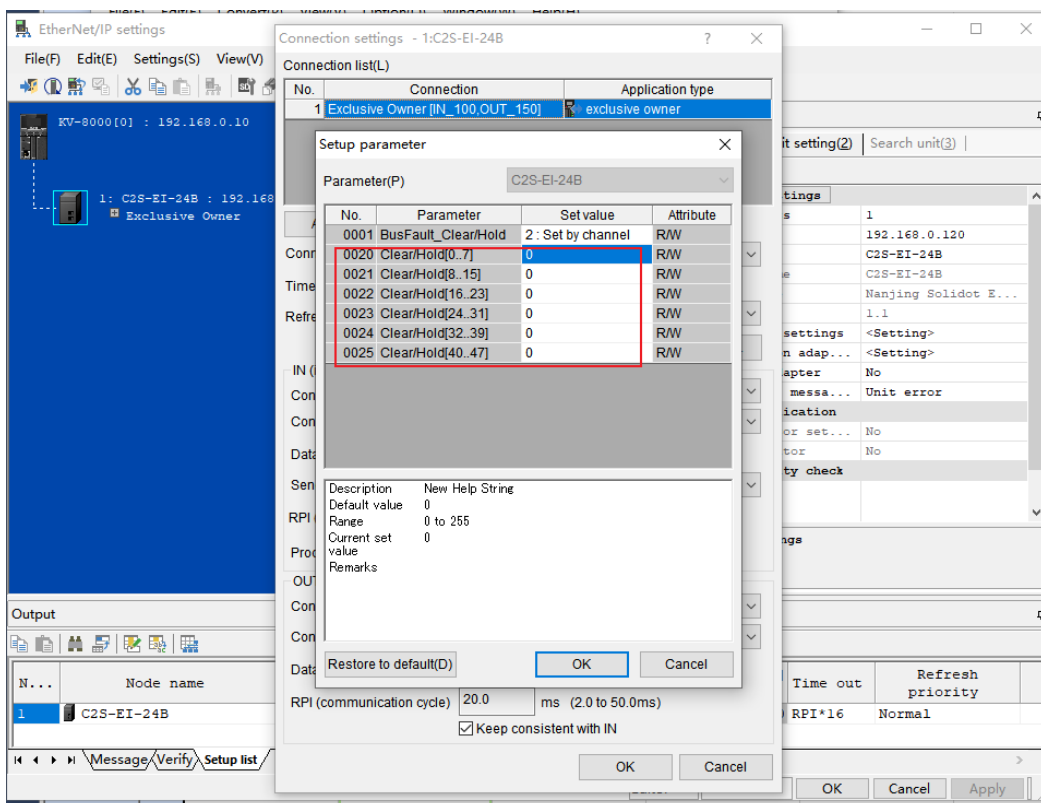 EtherNet/IP settings
File(F) Edit(E) Settings(S) View(V)
KV-8000[0] : 192.168.0.10
1: C2S-EI-24B : 192.168
Exclusive Owner
Connection settings - 1:C2S-EI-24B
Connection list(L)
No. Connection Application type
1 Exclusive Owner [IN_100,OUT_150] exclusive owner
Setup parameter
Parameter(P) C2S-EI-24B
No. Parameter Set value Attribute
0001 BusFault_Clear/Hold 2 : Set by channel R/W
0020 Clear/Hold[0..7] 0 R/W
0021 Clear/Hold[8..15] 0 R/W
0022 Clear/Hold[16..23] 0 R/W
0023 Clear/Hold[24..31] 0 R/W
0024 Clear/Hold[32..39] 0 R/W
0025 Clear/Hold[40..47] 0 R/W
Description New Help String
Default value 0
Range 0 to 255
Current set value 0
Remarks
Restore to default(D) OK Cancel
RPI (communication cycle) 20.0 ms (2.0 to 50.0ms)
Keep consistent with IN
OK Cancel
it setting(2) Search unit(3)
tings
s 1
192.168.0.120
C2S-EI-24B
e C2S-EI-24B
Nanjing Solidot E...
1.1
settings <Setting>
n adap... <Setting>
apter No
messa... Unit error
ication
or set... No
tor No
ty check
ngs
Output
N... Node name
1 C2S-EI-24B
Time out Refresh priority
RPI*16 Normal
Message Verify Setup list
OK Cancel Apply